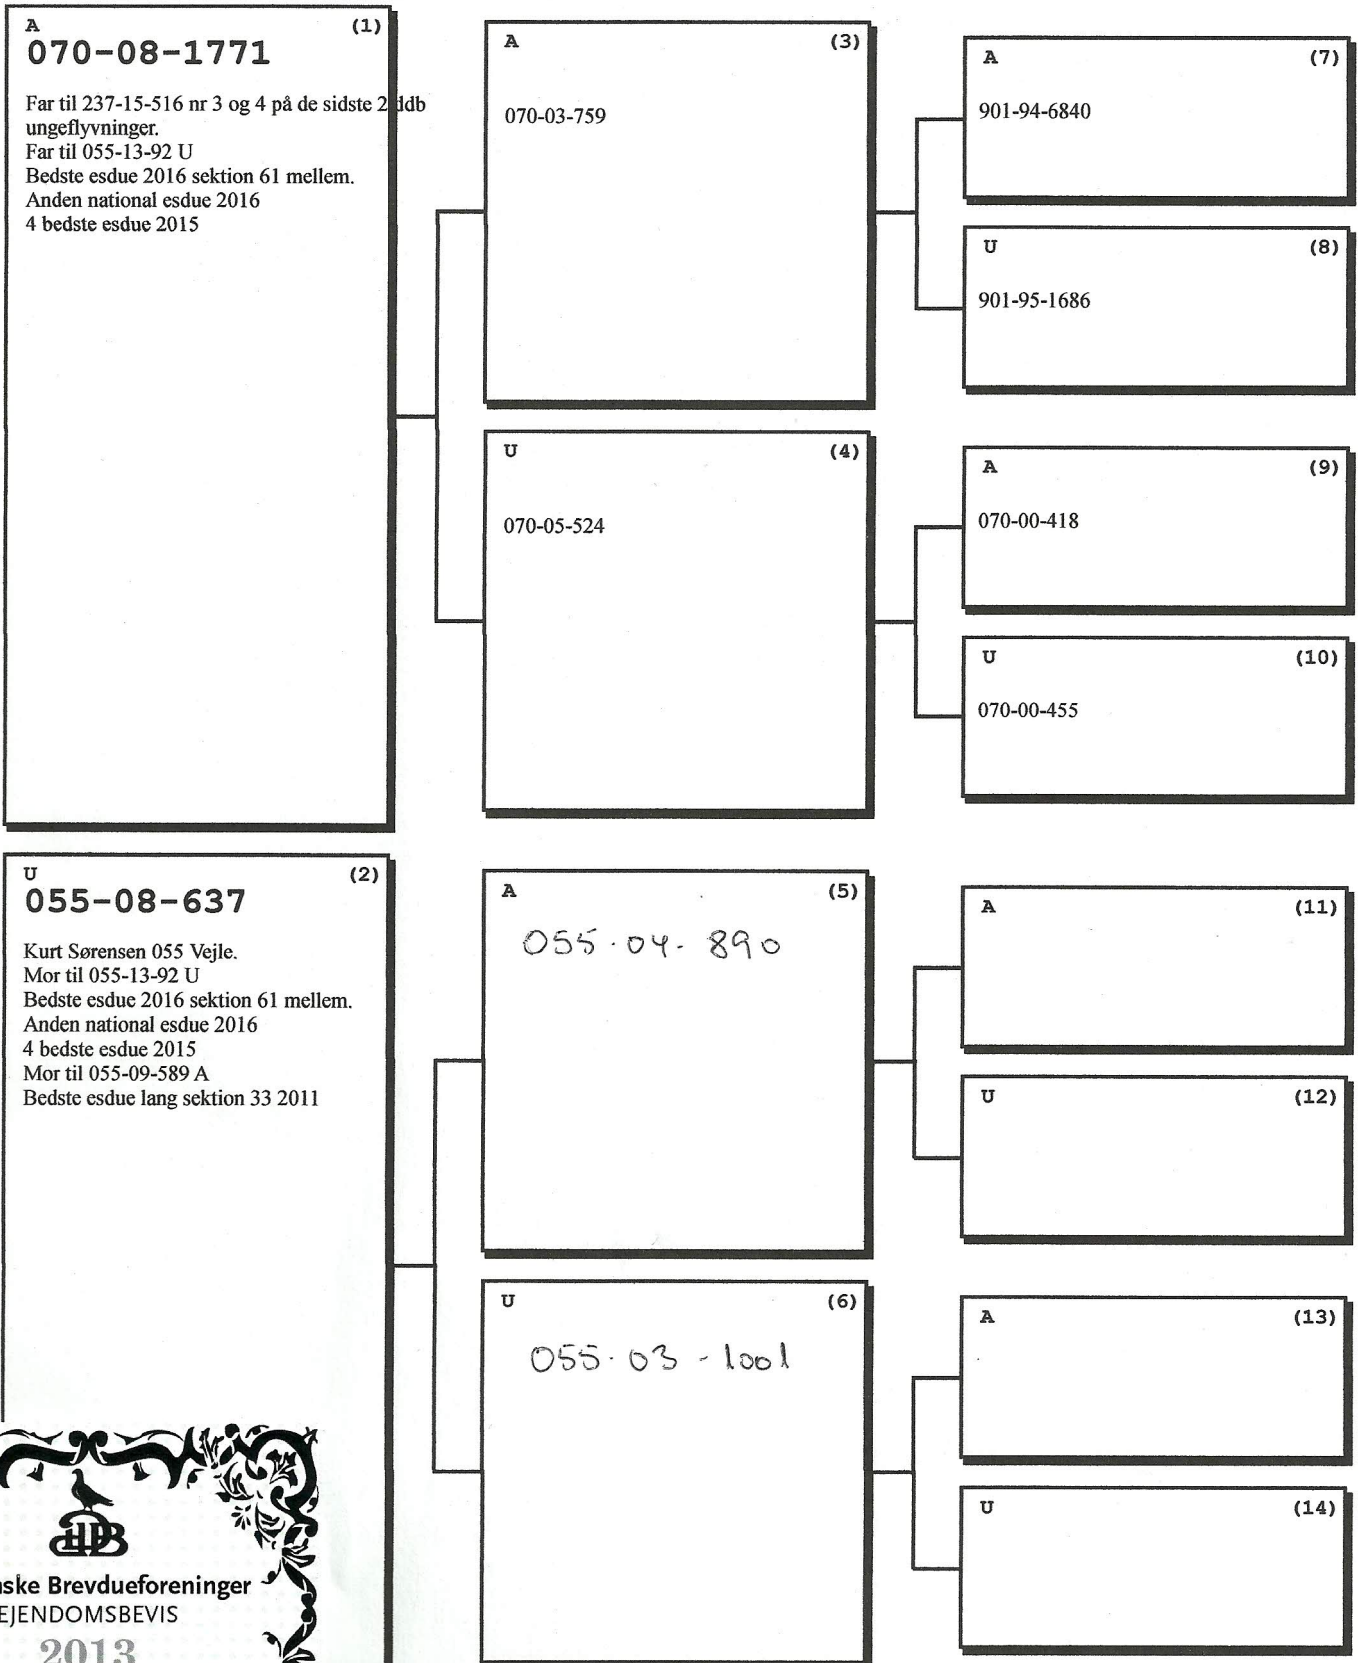 A (1)
070-08-1771
Far til 237-15-516 nr 3 og 4 på de sidste 2 ddb
ungeflyvninger.
Far til 055-13-92 U
Bedste esdue 2016 sektion 61 mellem.
Anden national esdue 2016
4 bedste esdue 2015
A (3)
070-03-759
U (4)
070-05-524
A (7)
901-94-6840
U (8)
901-95-1686
A (9)
070-00-418
U (10)
070-00-455
U (2)
055-08-637
Kurt Sørensen 055 Vejle.
Mor til 055-13-92 U
Bedste esdue 2016 sektion 61 mellem.
Anden national esdue 2016
4 bedste esdue 2015
Mor til 055-09-589 A
Bedste esdue lang sektion 33 2011
A (5)
055-04-890
U (6)
055-03-1001
A (11)
U (12)
A (13)
U (14)
ske Brevdueforeninger
EJENDOMSBEVIS
2013